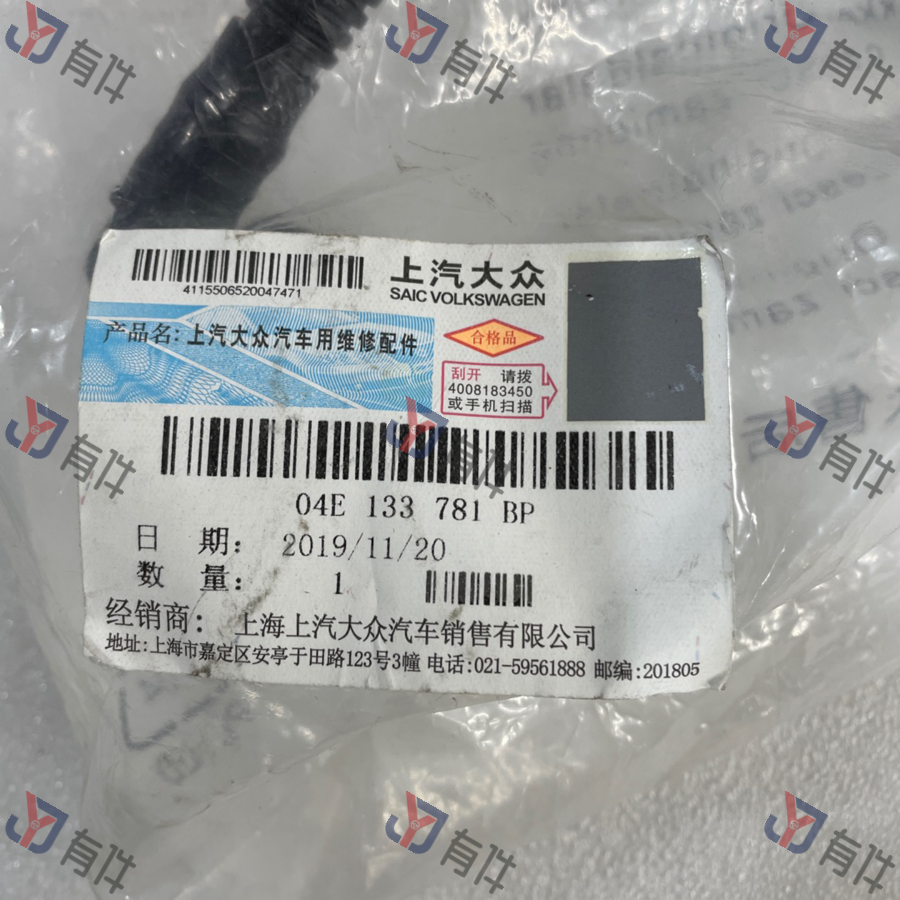 4115506520047471
上汽大众
SAIC VOLKSWAGEN
产品名: 上汽大众汽车用维修配件
合格品
刮开 请拨
4008183450
或手机扫描
04E 133 781 BP
日 期: 2019/11/20
数 量: 1
经销商: 上海上汽大众汽车销售有限公司
地址:上海市嘉定区安亭于田路123号3幢 电话:021-59561888 邮编:201805
有件
有件
有件
有件
有件
有件
有件
有件
有件